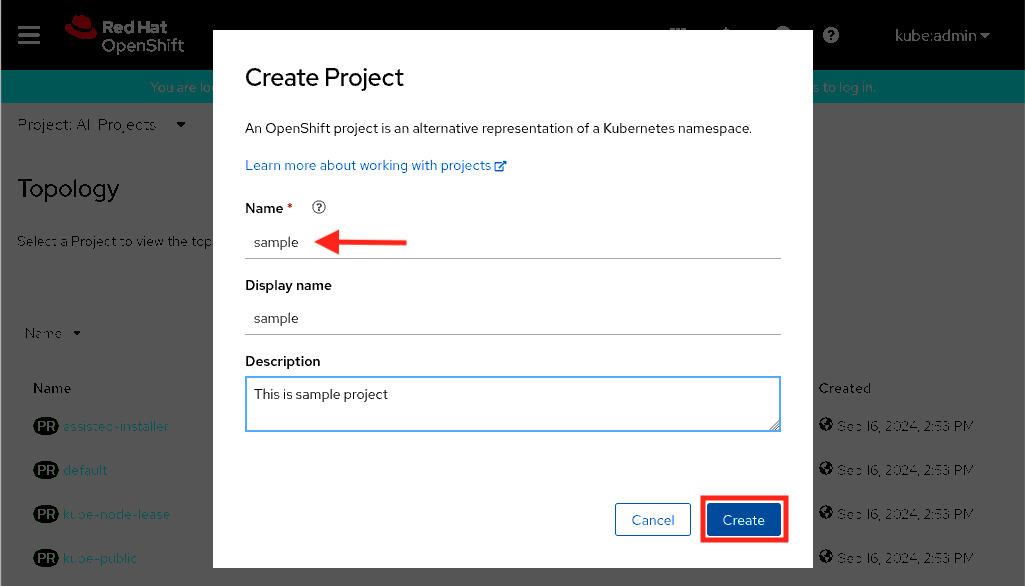 Red Hat
OpenShift
kube:admin
You are lo
s to log in.
Project: All Projects
Topology
Select a Project to view the top
Name
Name
Created
PR assisted-installer
Sep 16, 2024, 2:53 PM
PR default
Sep 16, 2024, 2:53 PM
PR kube-node-lease
Sep 16, 2024, 2:53 PM
PR kube-public
Sep 16, 2024, 2:53 PM
Create Project
An OpenShift project is an alternative representation of a Kubernetes namespace.
Learn more about working with projects
Name *
sample
Display name
sample
Description
This is sample project
Cancel
Create